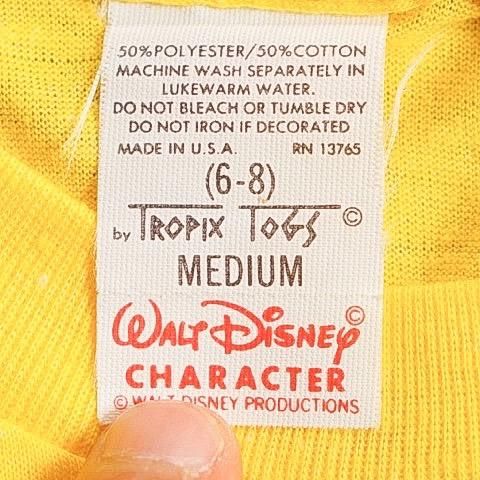 50% POLYESTER/50% COTTON
MACHINE WASH SEPARATELY IN
LUKEWARM WATER.
DO NOT BLEACH OR TUMBLE DRY
DO NOT IRON IF DECORATED
MADE IN U.S.A. RN 13765
(6-8)
by TROPIX TOGS ©
MEDIUM
WALT DISNEY ©
CHARACTER
© WALT DISNEY PRODUCTIONS